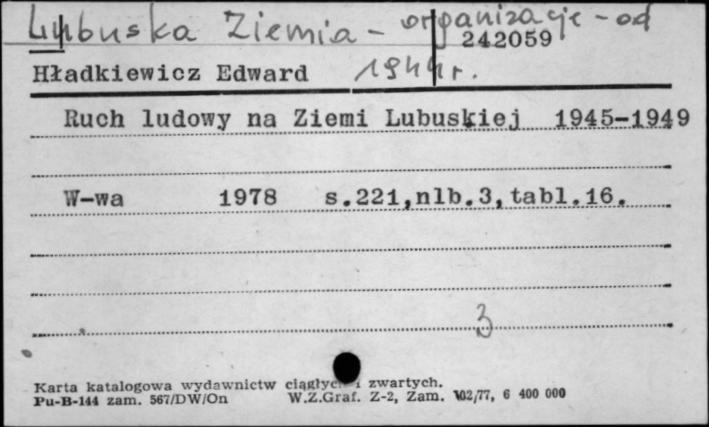 Lubuska Ziemia - organizacje - od
242059
Hładkiewicz Edward 1944 r.
Ruch ludowy na Ziemi Lubuskiej 1945-1949
W-wa 1978 s.221,nlb.3,tabl.16.
3
Karta katalogowa wydawnictw ciągłych i zwartych.
Pu-B-144 zam. 567/DW/On W.Z.Graf. Z-2, Zam. 102/77, 6 400 000